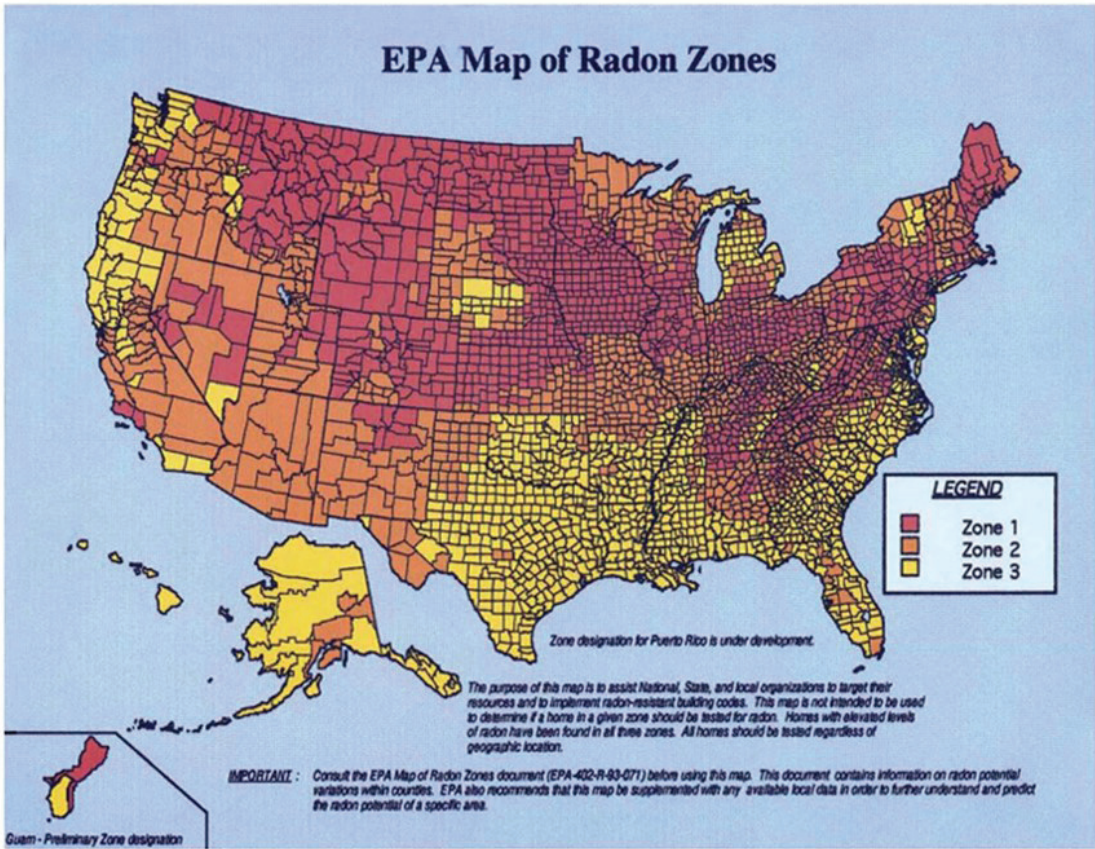 EPA Map of Radon Zones
LEGEND
Zone 1
Zone 2
Zone 3
Zone designation for Puerto Rico is under development.
The purpose of this map is to assist National, State, and local organizations to target their
resources and to implement radon-resistant building codes. This map is not intended to be used
to determine if a home in a given zone should be tested for radon. Homes with elevated levels
of radon have been found in all three zones. All homes should be tested regardless of
geographic location.
IMPORTANT : Consult the EPA Map of Radon Zones document (EPA-402-R-93-071) before using this map. This document contains information on radon potential
variations within counties. EPA also recommends that this map be supplemented with any available local data in order to further understand and predict
the radon potential of a specific area.
Guam - Preliminary Zone designation